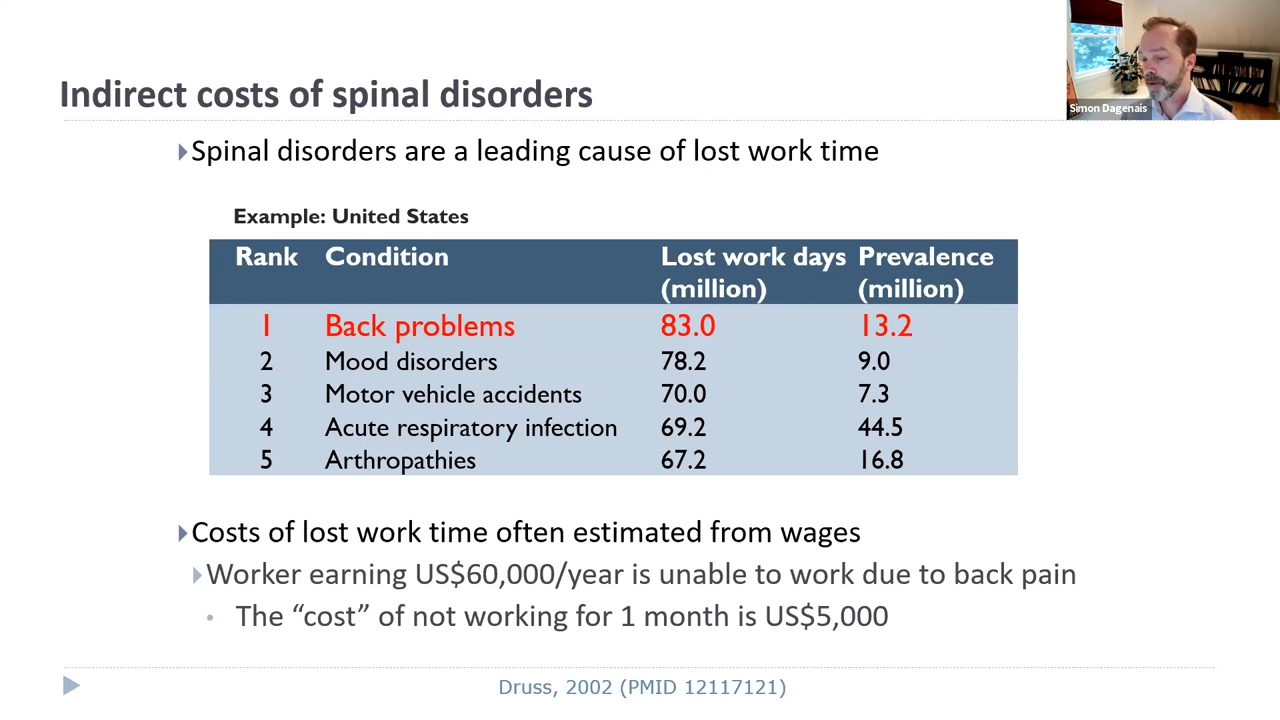 Indirect costs of spinal disorders
Simon Dagenais
Spinal disorders are a leading cause of lost work time
Example: United States
Rank Condition Lost work days (million) Prevalence (million)
1 Back problems 83.0 13.2
2 Mood disorders 78.2 9.0
3 Motor vehicle accidents 70.0 7.3
4 Acute respiratory infection 69.2 44.5
5 Arthropathies 67.2 16.8
Costs of lost work time often estimated from wages
Worker earning US$60,000/year is unable to work due to back pain
• The “cost” of not working for 1 month is US$5,000
Druss, 2002 (PMID 12117121)